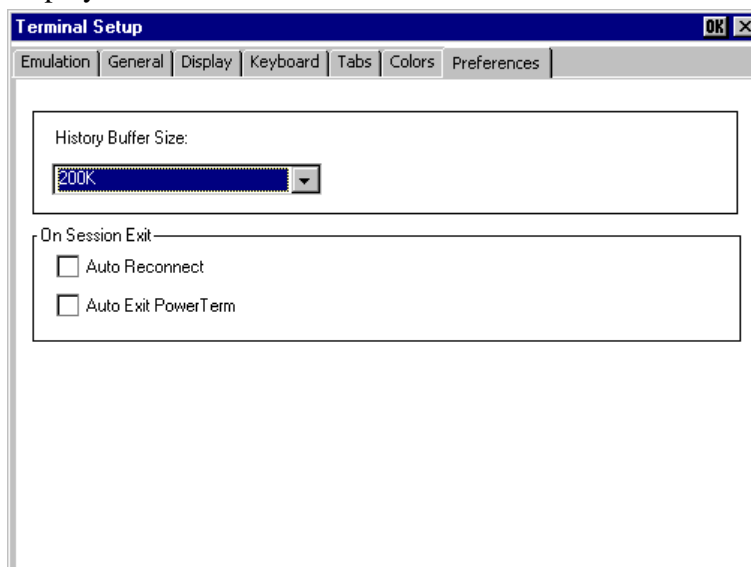 Terminal Setup OK
Emulation General Display Keyboard Tabs Colors Preferences
History Buffer Size:
200K
On Session Exit
Auto Reconnect
Auto Exit PowerTerm